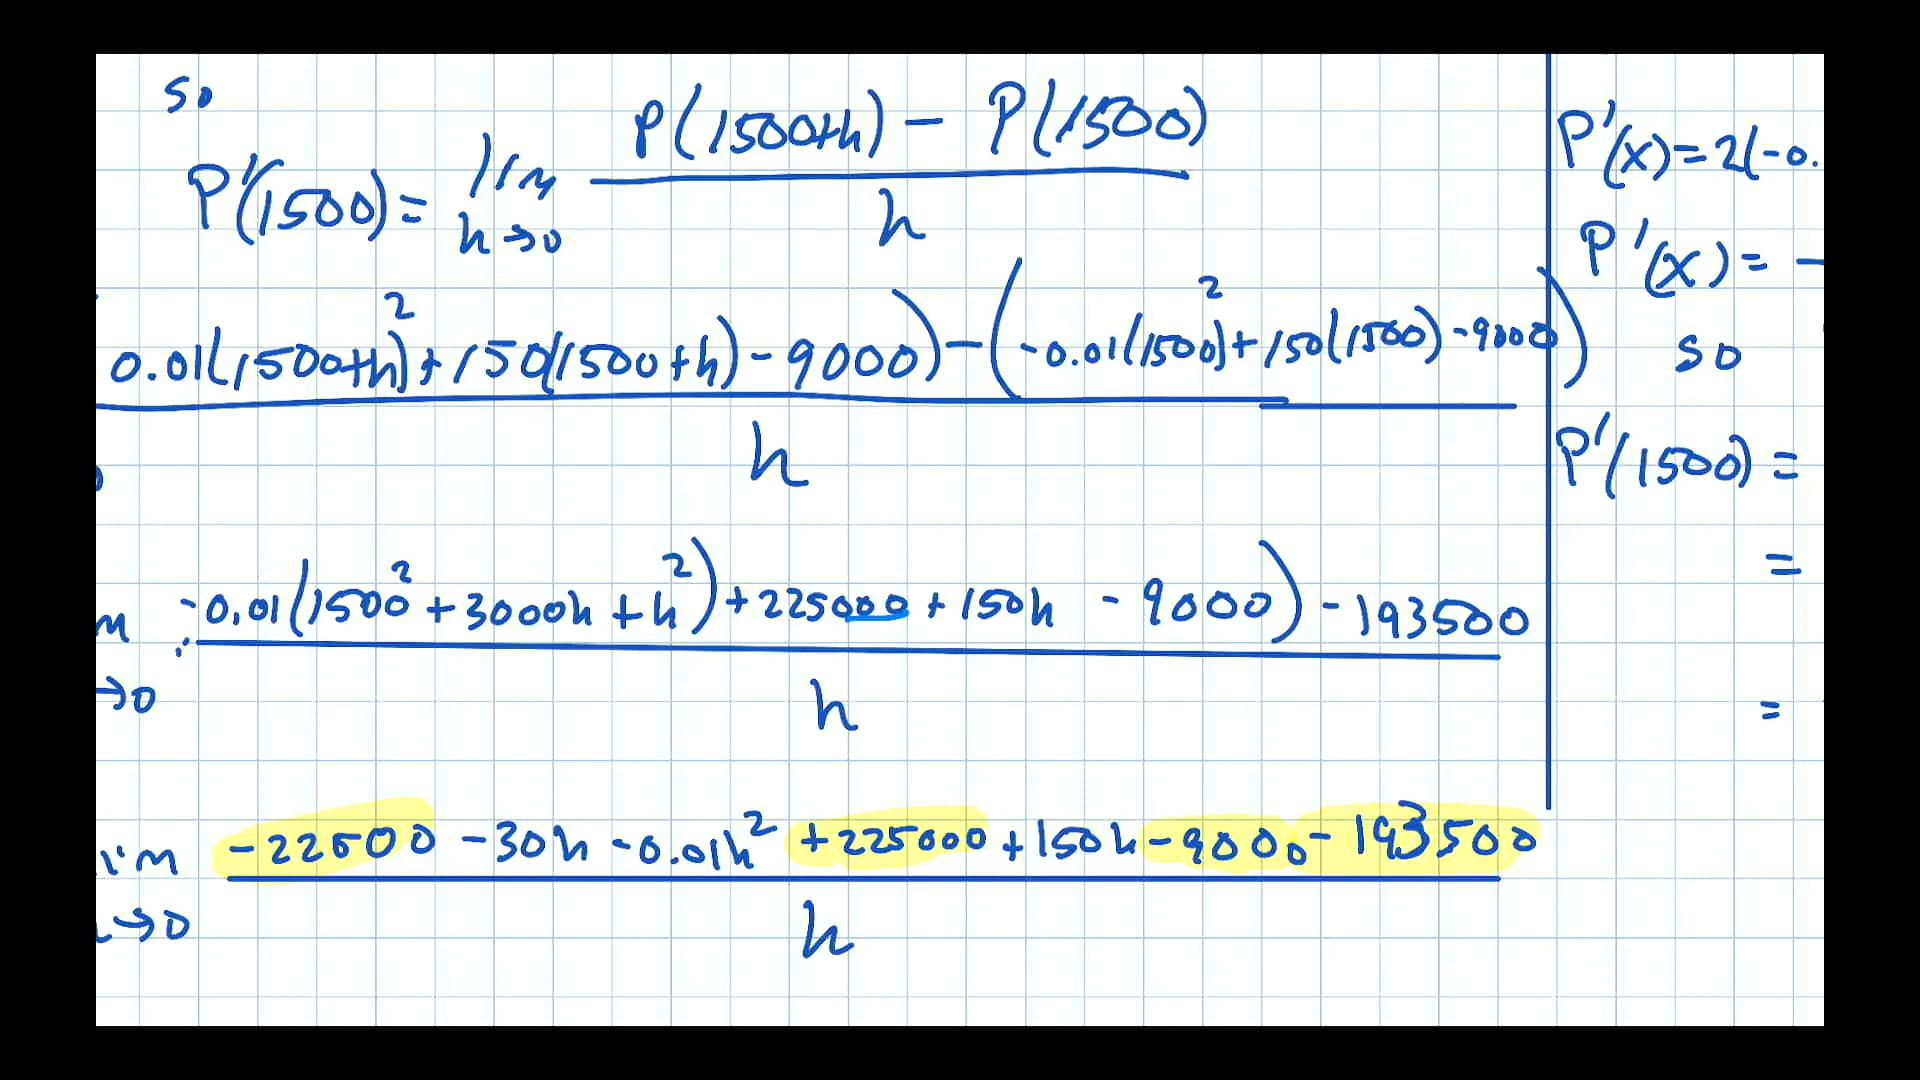 so
P'(1500) = lim h→0 P(1500+h) - P(1500) / h
0.01(1500+h)² + 150(1500+h) - 9000) - (-0.01(1500)² + 150(1500) - 9000) / h
m →0 -0.01(1500² + 3000h + h²) + 225000 + 150h - 9000) - 193500 / h
im →0 -22500 - 30h - 0.01h² + 225000 + 150h - 9000 - 193500 / h
P'(x) = 2(-0.
P'(x) = -
so
P'(1500) =
=
=